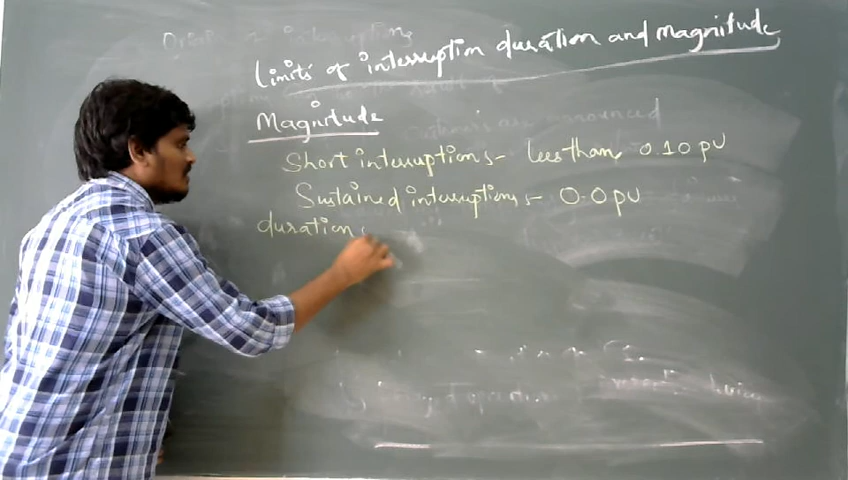 Limits of interruption duration and magnitude
Magnitude
Short interruptions - less than 0.10 pu
Sustained interruptions :- 0.0 pu
duration :